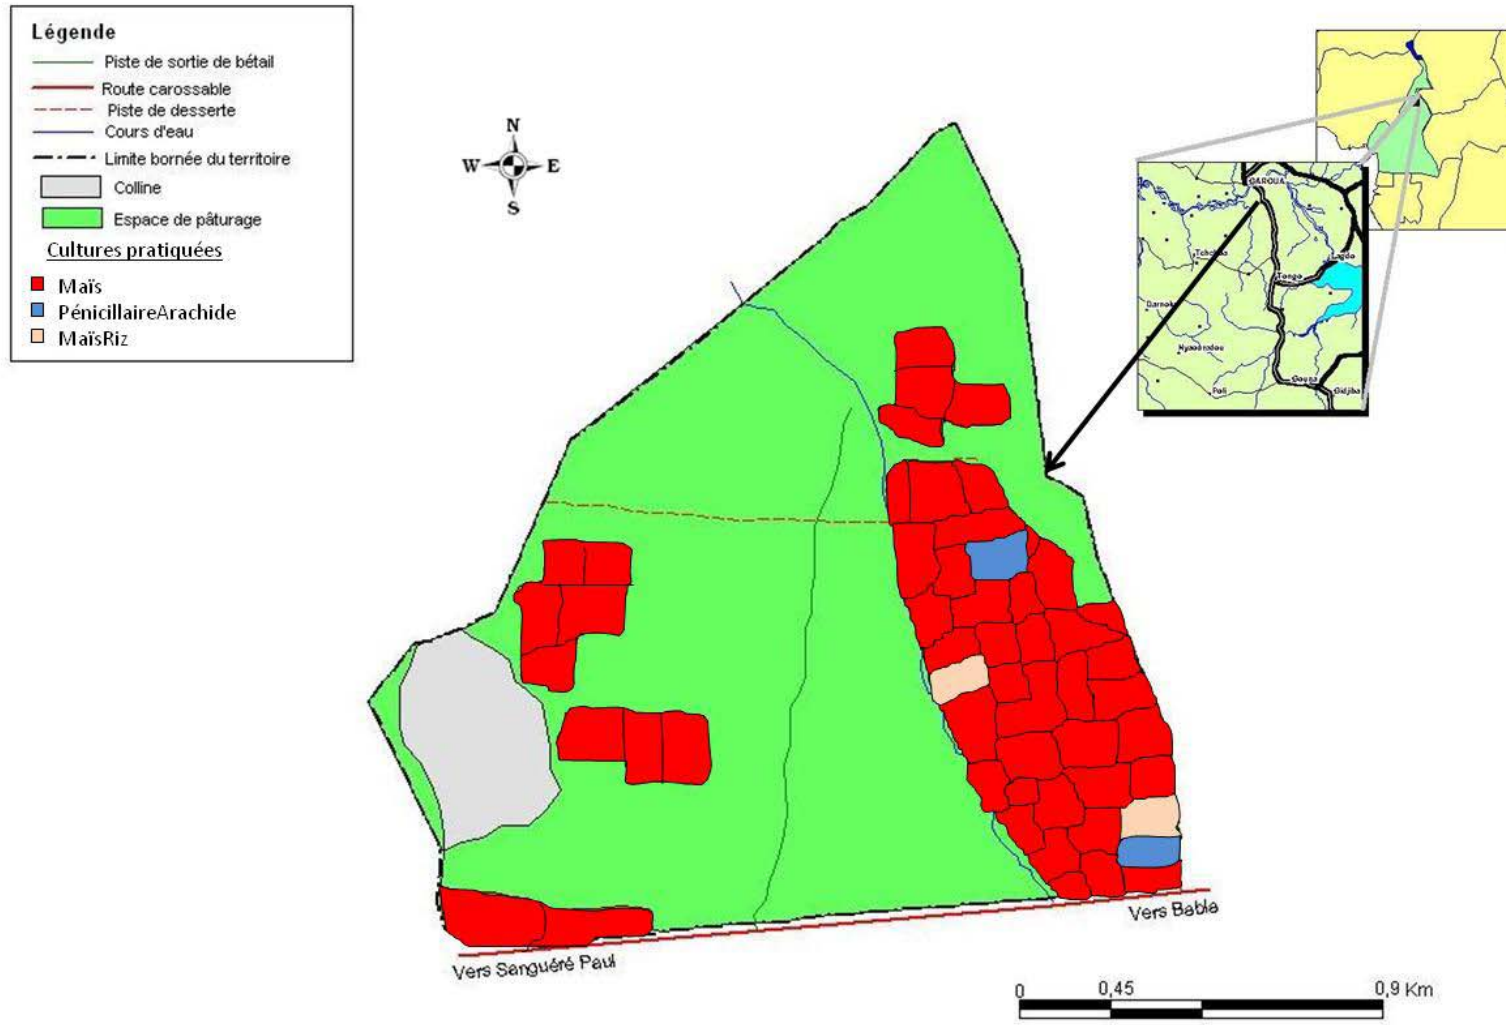 Légende
Piste de sortie de bétail
Route carossable
Piste de desserte
Cours d'eau
Limite bornée du territoire
Colline
Espace de pâturage
Cultures pratiquées
Maïs
PénicillaireArachide
MaïsRiz
N
W E
S
GAROUA
Lagdo
Tongo
Poli
Gouna
Gidjiba
Vers Babla
Vers Sanguéré Paul
0 0,45 0,9 Km